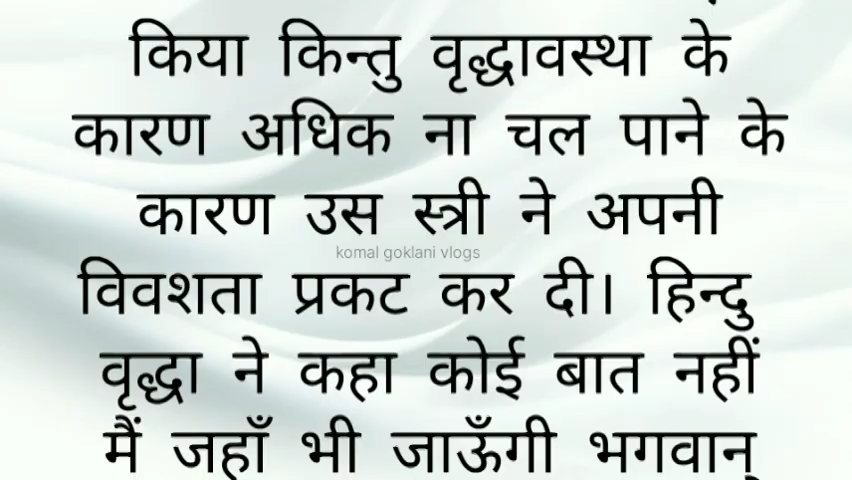 किया किन्तु वृद्धावस्था के
कारण अधिक ना चल पाने के
कारण उस स्त्री ने अपनी
komal goklani vlogs
विवशता प्रकट कर दी। हिन्दु
वृद्धा ने कहा कोई बात नहीं
मैं जहाँ भी जाऊँगी भगवान्